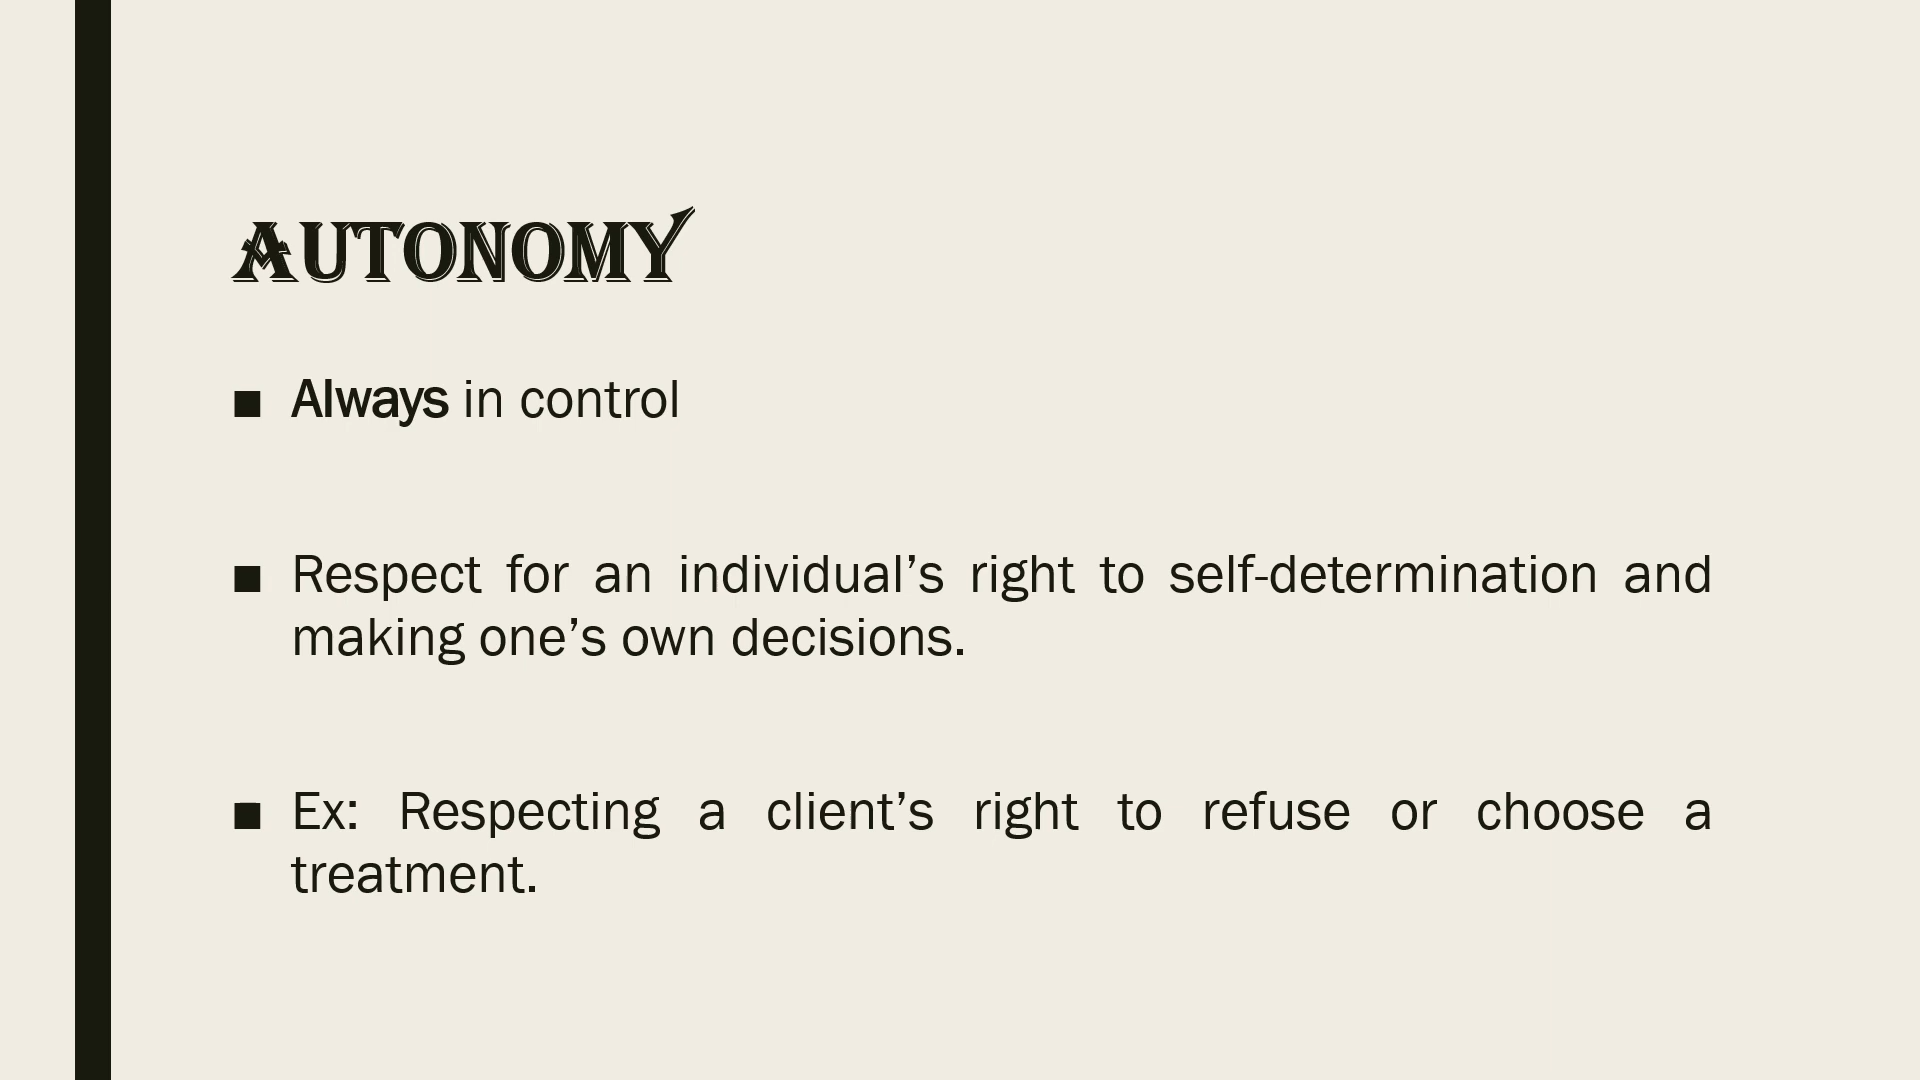 AUTONOMY
■ Always in control
■ Respect for an individual’s right to self-determination and
making one’s own decisions.
■ Ex: Respecting a client’s right to refuse or choose a
treatment.